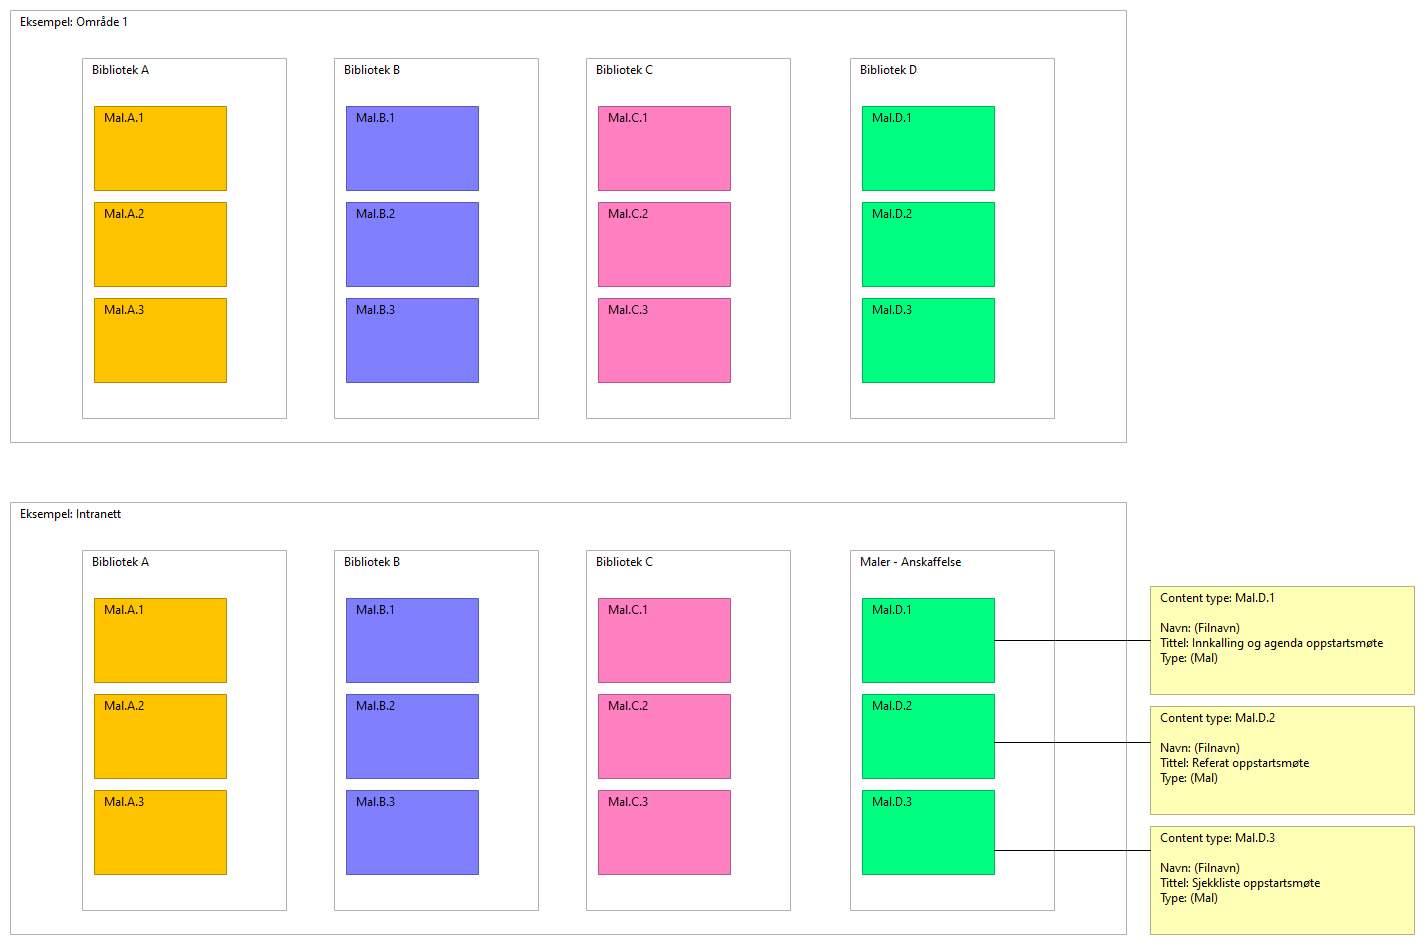 Eksempel: Område 1
Bibliotek A
Mal.A.1
Mal.A.2
Mal.A.3
Bibliotek B
Mal.B.1
Mal.B.2
Mal.B.3
Bibliotek C
Mal.C.1
Mal.C.2
Mal.C.3
Bibliotek D
Mal.D.1
Mal.D.2
Mal.D.3
Eksempel: Intranett
Bibliotek A
Mal.A.1
Mal.A.2
Mal.A.3
Bibliotek B
Mal.B.1
Mal.B.2
Mal.B.3
Bibliotek C
Mal.C.1
Mal.C.2
Mal.C.3
Maler - Anskaffelse
Mal.D.1
Mal.D.2
Mal.D.3
Content type: Mal.D.1
Navn: (Filnavn)
Tittel: Innkalling og agenda oppstartsmøte
Type: (Mal)
Content type: Mal.D.2
Navn: (Filnavn)
Tittel: Referat oppstartsmøte
Type: (Mal)
Content type: Mal.D.3
Navn: (Filnavn)
Tittel: Sjekkliste oppstartsmøte
Type: (Mal)